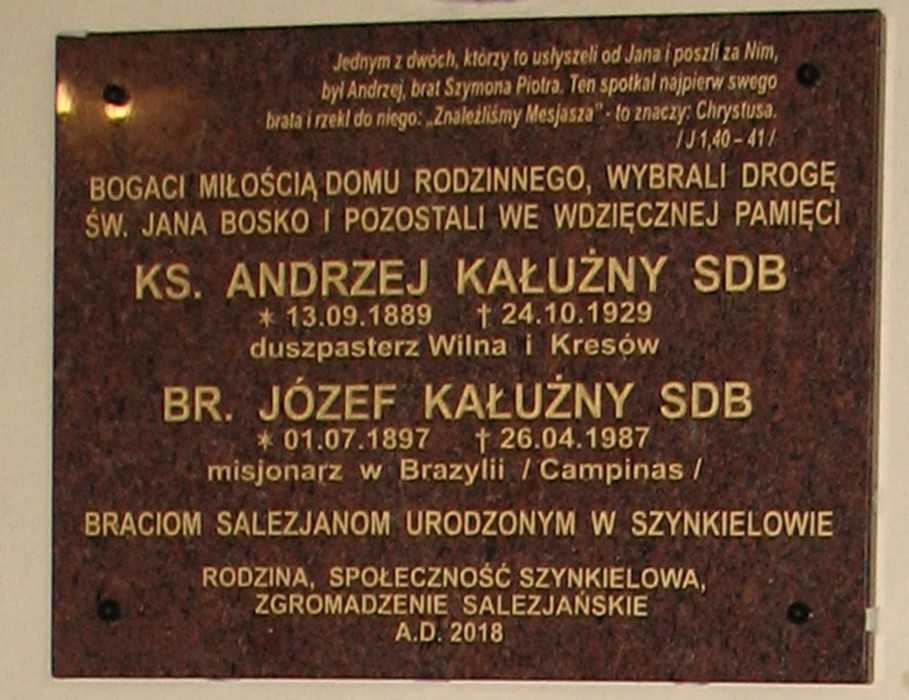 Jednym z dwóch, którzy to usłyszeli od Jana i poszli za Nim,
był Andrzej, brat Szymona Piotra. Ten spotkał najpierw swego
brata i rzekł do niego: „Znaleźliśmy Mesjasza" - to znaczy: Chrystusa.
/J 1,40 – 41 /
BOGACI MIŁOŚCIĄ DOMU RODZINNEGO, WYBRALI DROGĘ
ŚW. JANA BOSKO I POZOSTALI WE WDZIĘCZNEJ PAMIĘCI
KS. ANDRZEJ KAŁUŻNY SDB
✶ 13.09.1889 † 24.10.1929
duszpasterz Wilna i Kresów
BR. JÓZEF KAŁUŻNY SDB
✶ 01.07.1897 † 26.04.1987
misjonarz w Brazylii / Campinas /
BRACIOM SALEZJANOM URODZONYM W SZYNKIELOWIE
RODZINA, SPOŁECZNOŚĆ SZYNKIELOWA,
ZGROMADZENIE SALEZJAŃSKIE
A.D. 2018